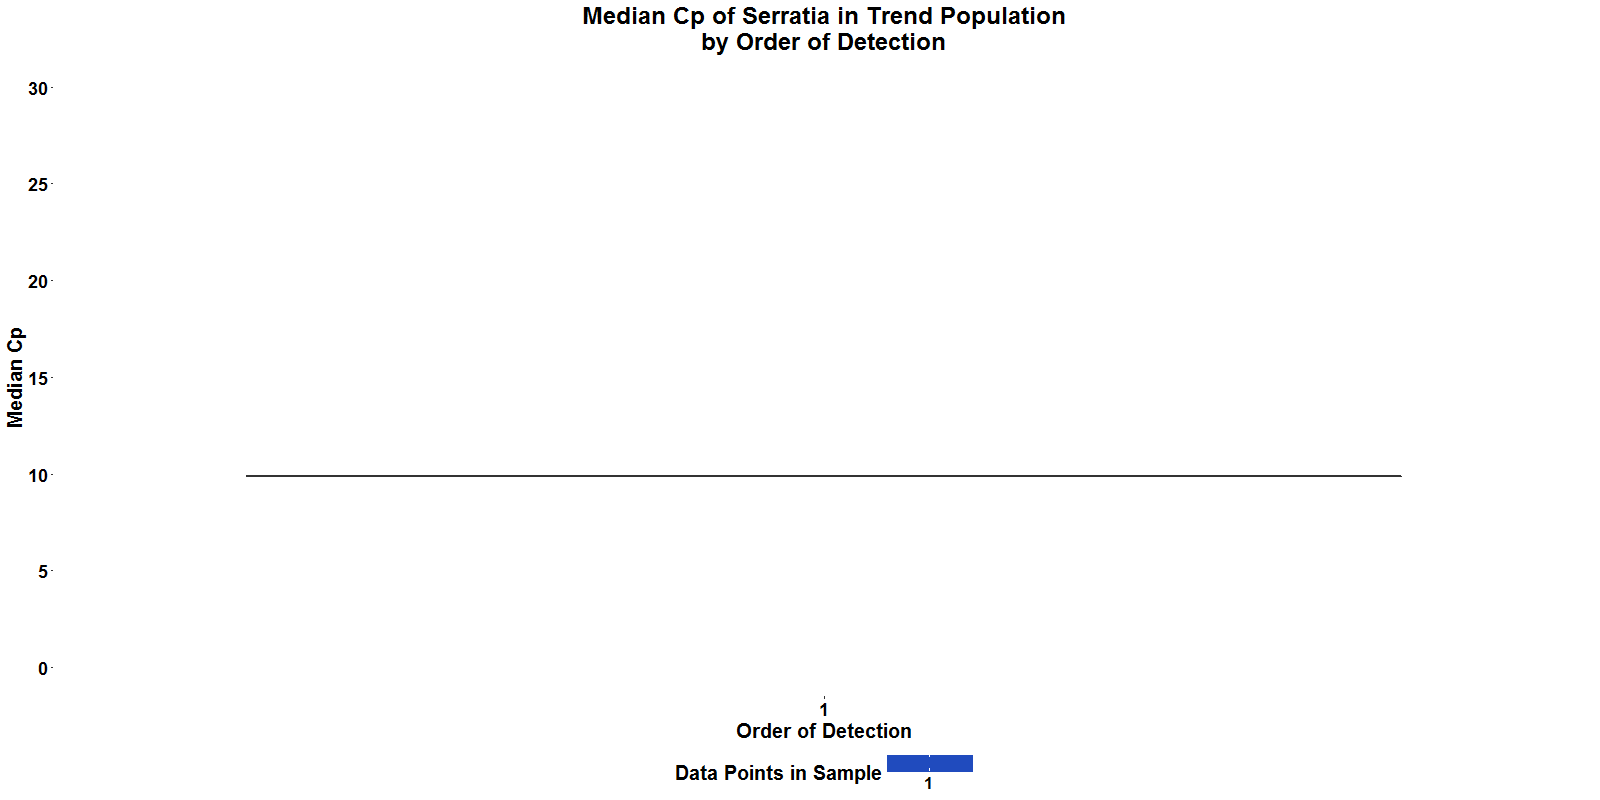 Median Cp of Serratia in Trend Population
by Order of Detection
30
25
20
15
10
5
0
Median Cp
1
Order of Detection
Data Points in Sample
1